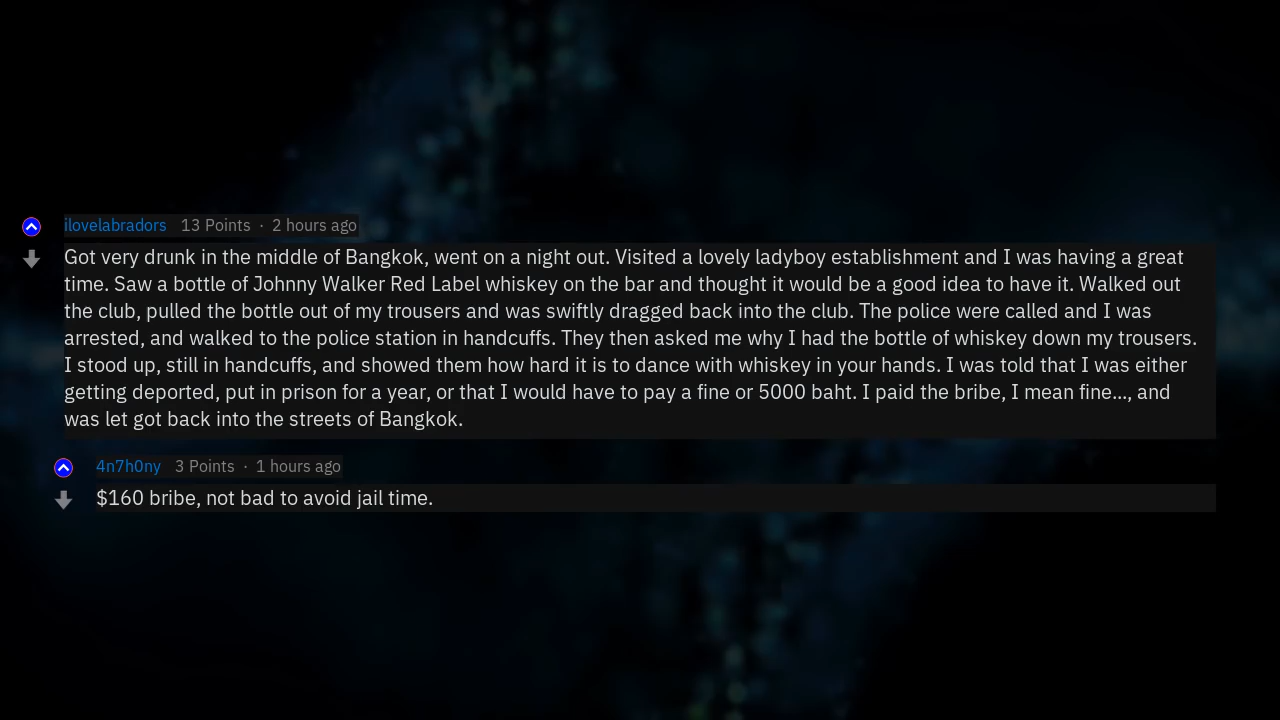 ilovelabradors 13 Points · 2 hours ago
Got very drunk in the middle of Bangkok, went on a night out. Visited a lovely ladyboy establishment and I was having a great
time. Saw a bottle of Johnny Walker Red Label whiskey on the bar and thought it would be a good idea to have it. Walked out
the club, pulled the bottle out of my trousers and was swiftly dragged back into the club. The police were called and I was
arrested, and walked to the police station in handcuffs. They then asked me why I had the bottle of whiskey down my trousers.
I stood up, still in handcuffs, and showed them how hard it is to dance with whiskey in your hands. I was told that I was either
getting deported, put in prison for a year, or that I would have to pay a fine or 5000 baht. I paid the bribe, I mean fine..., and
was let got back into the streets of Bangkok.
4n7h0ny 3 Points · 1 hours ago
$160 bribe, not bad to avoid jail time.